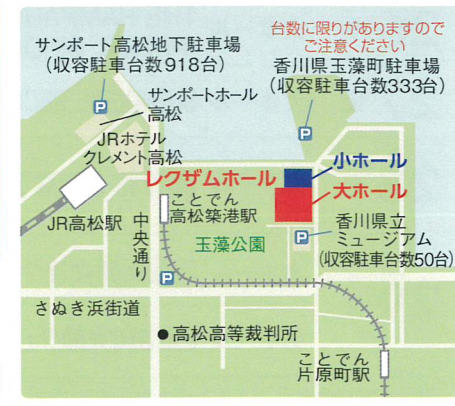 台数に限りがありますので
ご注意ください
サンポート高松地下駐車場
(収容駐車台数918台)
香川県玉藻町駐車場
(収容駐車台数333台)
P
P
サンポートホール
高松
JRホテル
クレメント高松
レクザムホール
小ホール
大ホール
ことでん
高松築港駅
JR高松駅
中央通り
玉藻公園
P
香川県立
ミュージアム
(収容駐車台数50台)
P
さぬき浜街道
●高松高等裁判所
ことでん
片原町駅